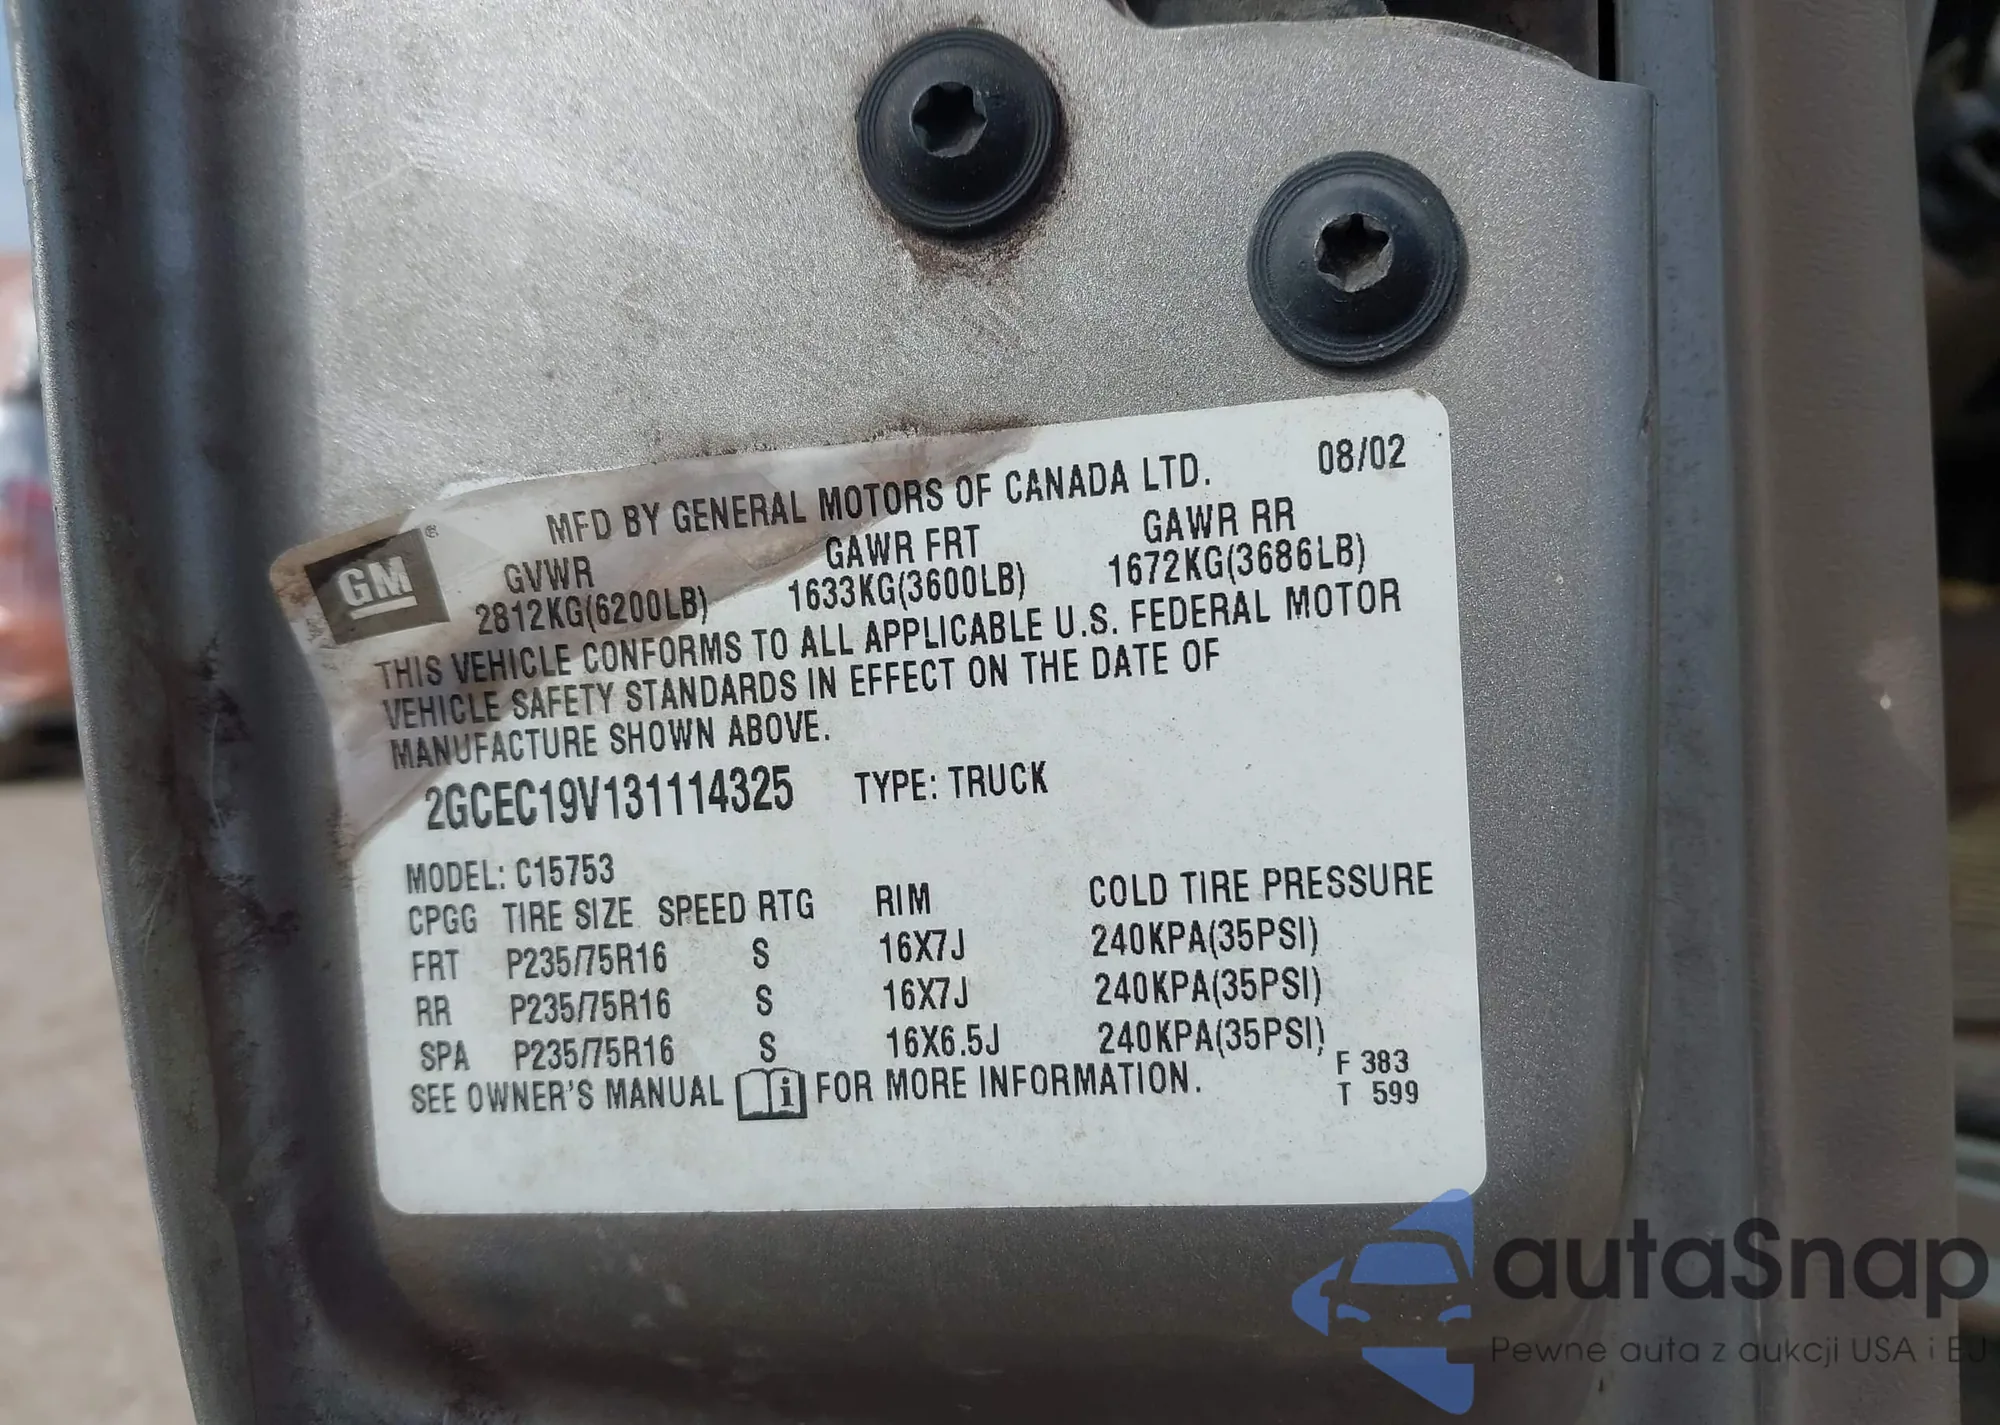 MFD BY GENERAL MOTORS OF CANADA LTD. 08/02
GM®
GVWR GAWR FRT GAWR RR
2812KG(6200LB) 1633KG(3600LB) 1672KG(3686LB)
THIS VEHICLE CONFORMS TO ALL APPLICABLE U.S. FEDERAL MOTOR
VEHICLE SAFETY STANDARDS IN EFFECT ON THE DATE OF
MANUFACTURE SHOWN ABOVE.
2GCEC19V131114325 TYPE: TRUCK
MODEL: C15753
CPGG TIRE SIZE SPEED RTG RIM COLD TIRE PRESSURE
FRT P235/75R16 S 16X7J 240KPA(35PSI)
RR P235/75R16 S 16X7J 240KPA(35PSI)
SPA P235/75R16 S 16X6.5J 240KPA(35PSI)
SEE OWNER'S MANUAL i FOR MORE INFORMATION.
F 383
T 599
autaSnap
Pewne auta z aukcji USA i EU